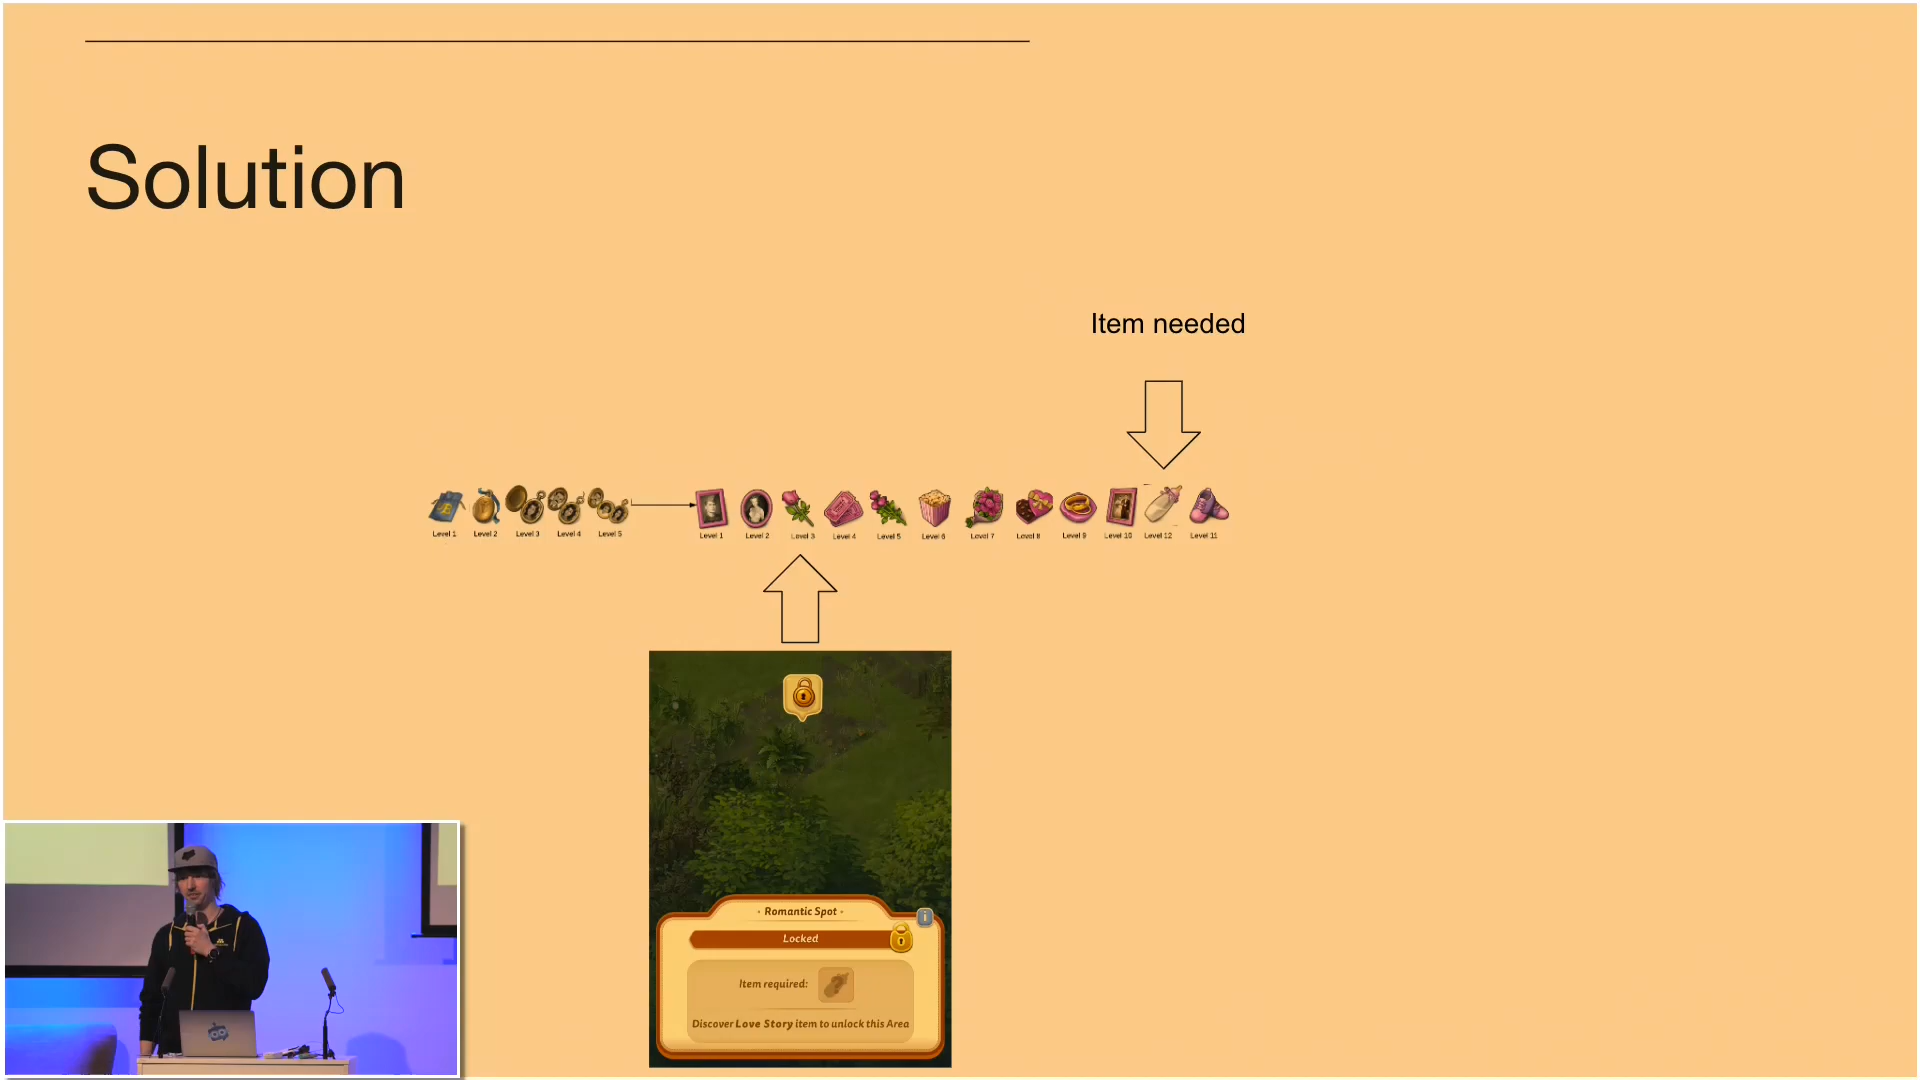 Solution
Item needed
Level 1 Level 2 Level 3 Level 4 Level 5 Level 1 Level 2 Level 3 Level 4 Level 5 Level 6 Level 7 Level 8 Level 9 Level 10 Level 12 Level 11
· Romantic Spot ·
i
Locked
Item required:
Discover Love Story item to unlock this Area